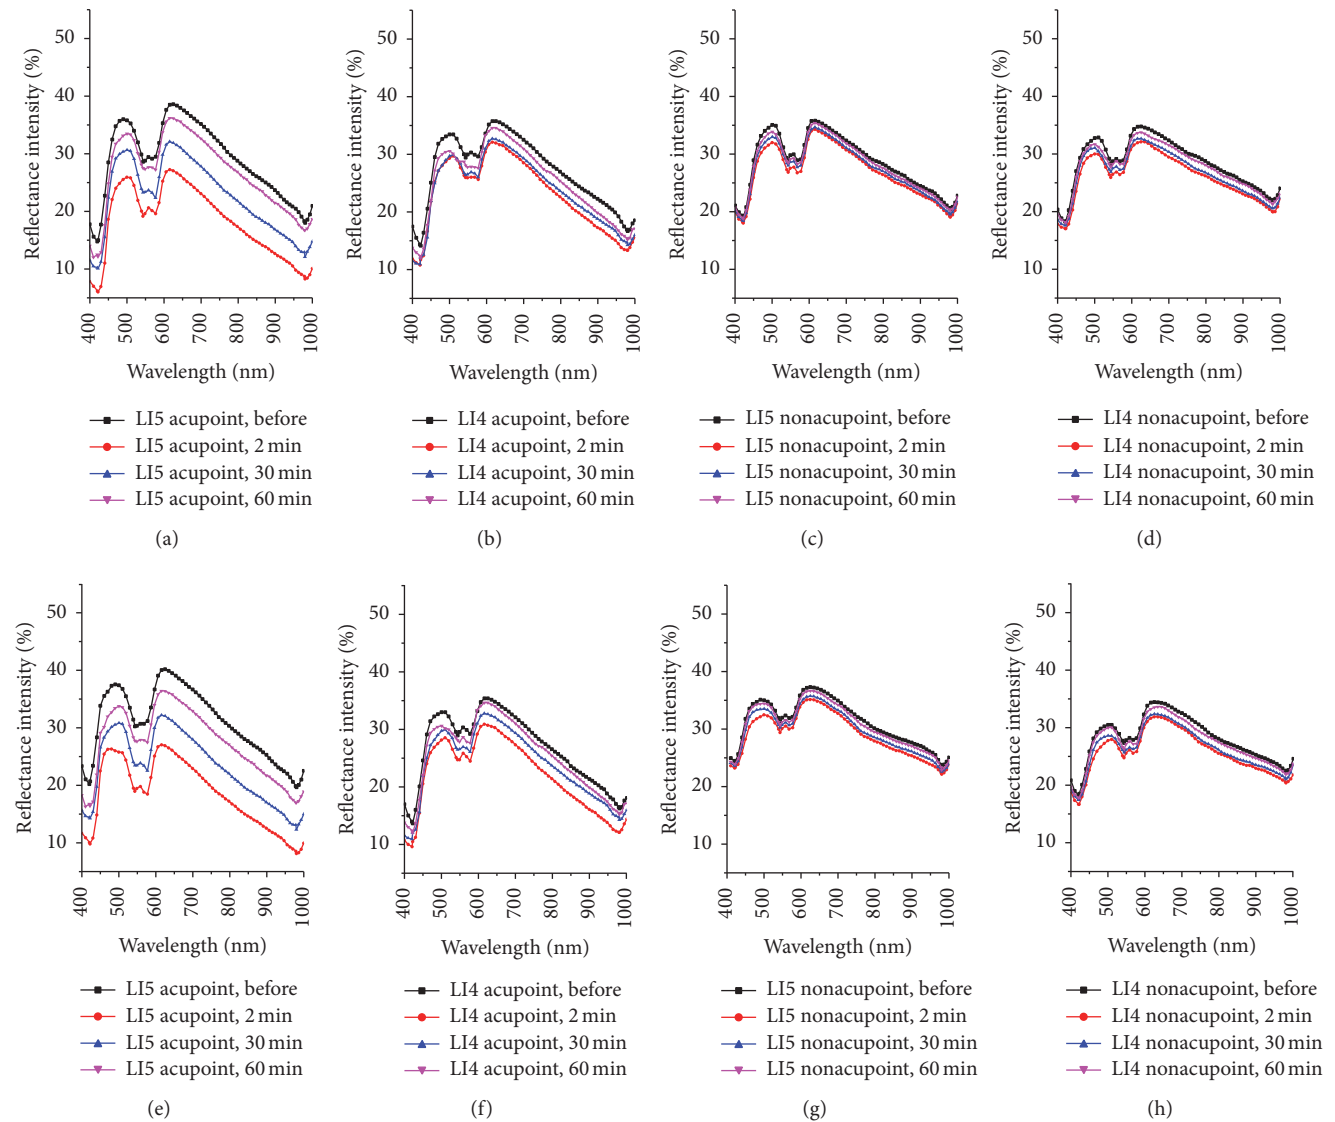 Reflectance intensity (%)
50
40
30
20
10
400
500
600
700
800
900
1000
Wavelength (nm)
LI5 acupoint, before
LI5 acupoint, 2 min
LI5 acupoint, 30 min
LI5 acupoint, 60 min
(a)
Reflectance intensity (%)
50
40
30
20
10
400
500
600
700
800
900
1000
Wavelength (nm)
LI4 acupoint, before
LI4 acupoint, 2 min
LI4 acupoint, 30 min
LI4 acupoint, 60 min
(b)
Reflectance intensity (%)
50
40
30
20
10
400
500
600
700
800
900
1000
Wavelength (nm)
LI5 nonacupoint, before
LI5 nonacupoint, 2 min
LI5 nonacupoint, 30 min
LI5 nonacupoint, 60 min
(c)
Reflectance intensity (%)
50
40
30
20
10
400
500
600
700
800
900
1000
Wavelength (nm)
LI4 nonacupoint, before
LI4 nonacupoint, 2 min
LI4 nonacupoint, 30 min
LI4 nonacupoint, 60 min
(d)
Reflectance intensity (%)
50
40
30
20
10
400
500
600
700
800
900
1000
Wavelength (nm)
LI5 acupoint, before
LI5 acupoint, 2 min
LI5 acupoint, 30 min
LI5 acupoint, 60 min
(e)
Reflectance intensity (%)
50
40
30
20
10
400
500
600
700
800
900
1000
Wavelength (nm)
LI4 acupoint, before
LI4 acupoint, 2 min
LI4 acupoint, 30 min
LI4 acupoint, 60 min
(f)
Reflectance intensity (%)
50
40
30
20
10
400
500
600
700
800
900
1000
Wavelength (nm)
LI5 nonacupoint, before
LI5 nonacupoint, 2 min
LI5 nonacupoint, 30 min
LI5 nonacupoint, 60 min
(g)
Reflectance intensity (%)
50
40
30
20
10
400
500
600
700
800
900
1000
Wavelength (nm)
LI4 nonacupoint, before
LI4 nonacupoint, 2 min
LI4 nonacupoint, 30 min
LI4 nonacupoint, 60 min
(h)